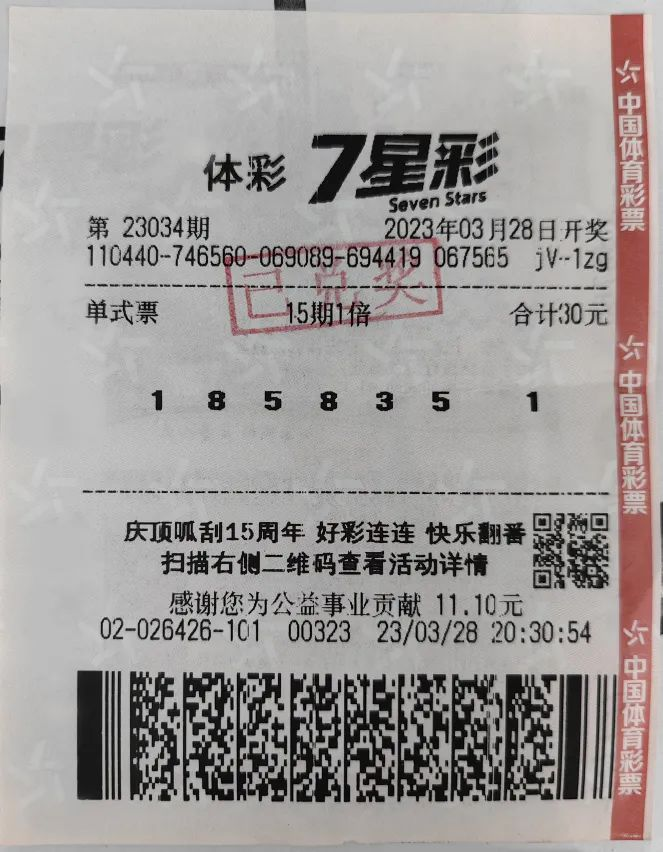 体彩 7星彩
Seven Stars
第 23034期 2023年03月28日开奖
110440-746560-069089-694419 067565 jV-1zg
已兑奖
单式票 15期1倍 合计30元
1 8 5 8 3 5 1
庆顶呱刮15周年 好彩连连 快乐翻番
扫描右侧二维码查看活动详情
感谢您为公益事业贡献 11.10元
02-026426-101 00323 23/03/28 20:30:54
中国体育彩票
中国体育彩票
中国体育彩票